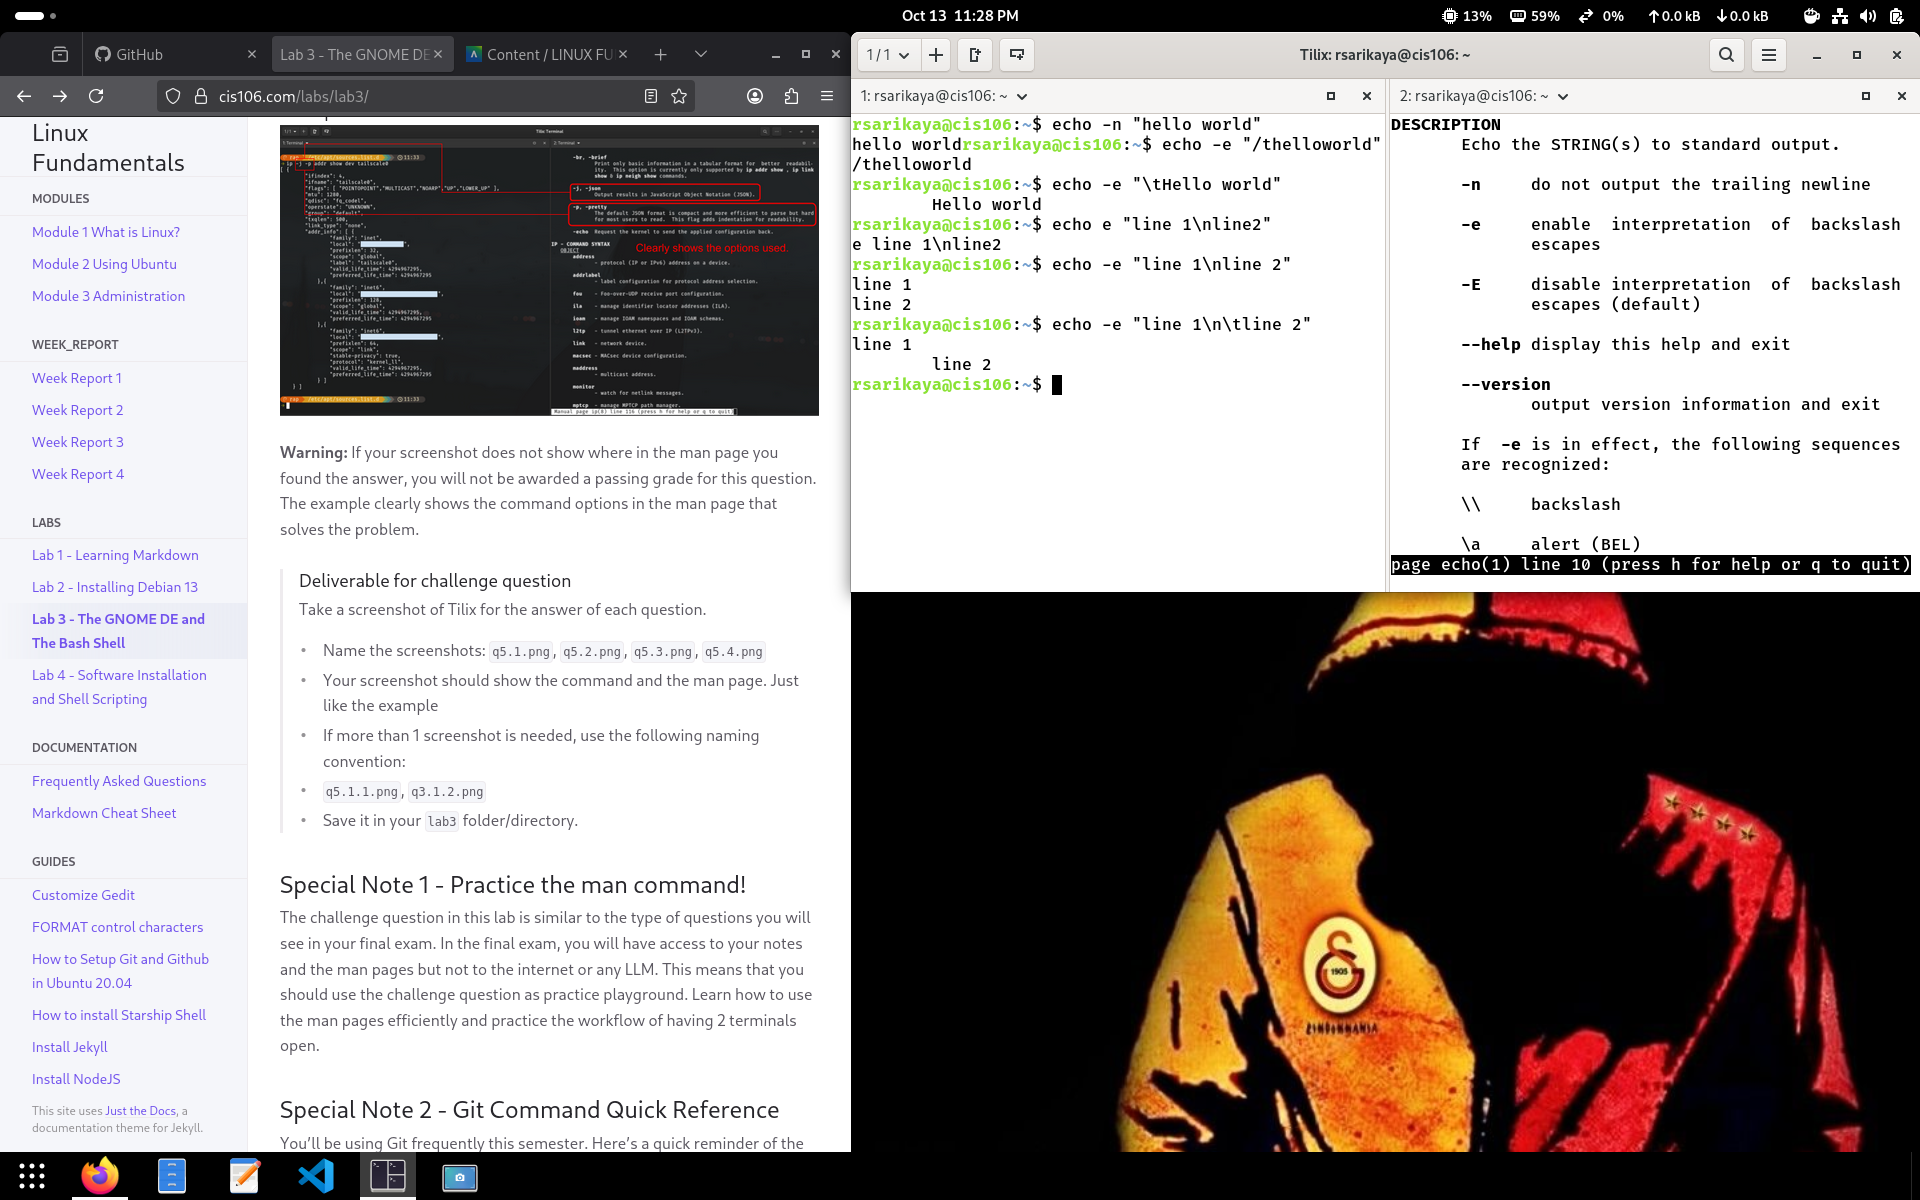 Oct 13  11:28 PM
13%
59%
0%
0.0 kB
0.0 kB
GitHub
Lab 3 - The GNOME DE
Content / LINUX FU
cis106.com/labs/lab3/
Linux
Fundamentals
MODULES
Module 1 What is Linux?
Module 2 Using Ubuntu
Module 3 Administration
WEEK_REPORT
Week Report 1
Week Report 2
Week Report 3
Week Report 4
LABS
Lab 1 - Learning Markdown
Lab 2 - Installing Debian 13
Lab 3 - The GNOME DE and
The Bash Shell
Lab 4 - Software Installation
and Shell Scripting
DOCUMENTATION
Frequently Asked Questions
Markdown Cheat Sheet
GUIDES
Customize Gedit
FORMAT control characters
How to Setup Git and Github
in Ubuntu 20.04
How to install Starship Shell
Install Jekyll
Install NodeJS
This site uses Just the Docs, a
documentation theme for Jekyll.
Clearly shows the options used.
Warning: If your screenshot does not show where in the man page you
found the answer, you will not be awarded a passing grade for this question.
The example clearly shows the command options in the man page that
solves the problem.
Deliverable for challenge question
Take a screenshot of Tilix for the answer of each question.
• Name the screenshots: q5.1.png, q5.2.png, q5.3.png, q5.4.png
• Your screenshot should show the command and the man page. Just
like the example
• If more than 1 screenshot is needed, use the following naming
convention:
• q5.1.1.png, q3.1.2.png
• Save it in your lab3 folder/directory.
Special Note 1 - Practice the man command!
The challenge question in this lab is similar to the type of questions you will
see in your final exam. In the final exam, you will have access to your notes
and the man pages but not to the internet or any LLM. This means that you
should use the challenge question as practice playground. Learn how to use
the man pages efficiently and practice the workflow of having 2 terminals
open.
Special Note 2 - Git Command Quick Reference
You'll be using Git frequently this semester. Here's a quick reminder of the
1 / 1
Tilix: rsarikaya@cis106: ~
1: rsarikaya@cis106: ~
rsarikaya@cis106:~$ echo -n "hello world"
hello worldrsarikaya@cis106:~$ echo -e "/thelloworld"
/thelloworld
rsarikaya@cis106:~$ echo -e "\tHello world"
        Hello world
rsarikaya@cis106:~$ echo e "line 1\nline2"
e line 1\nline2
rsarikaya@cis106:~$ echo -e "line 1\nline 2"
line 1
line 2
rsarikaya@cis106:~$ echo -e "line 1\n\tline 2"
line 1
        line 2
rsarikaya@cis106:~$
2: rsarikaya@cis106: ~
DESCRIPTION
Echo the STRING(s) to standard output.
-n     do not output the trailing newline
-e     enable  interpretation  of  backslash
escapes
-E     disable interpretation  of  backslash
escapes (default)
--help display this help and exit
--version
output version information and exit
If  -e is in effect, the following sequences
are recognized:
\\     backslash
\a     alert (BEL)
page echo(1) line 10 (press h for help or q to quit)
1905